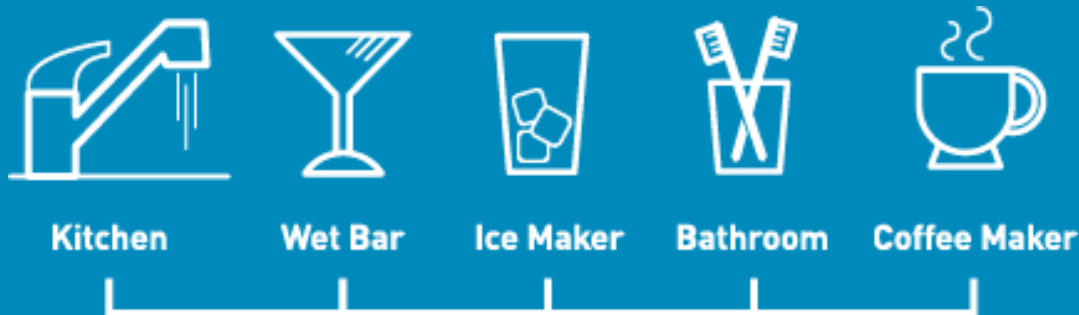 Kitchen
Wet Bar
Ice Maker
Bathroom
Coffee Maker